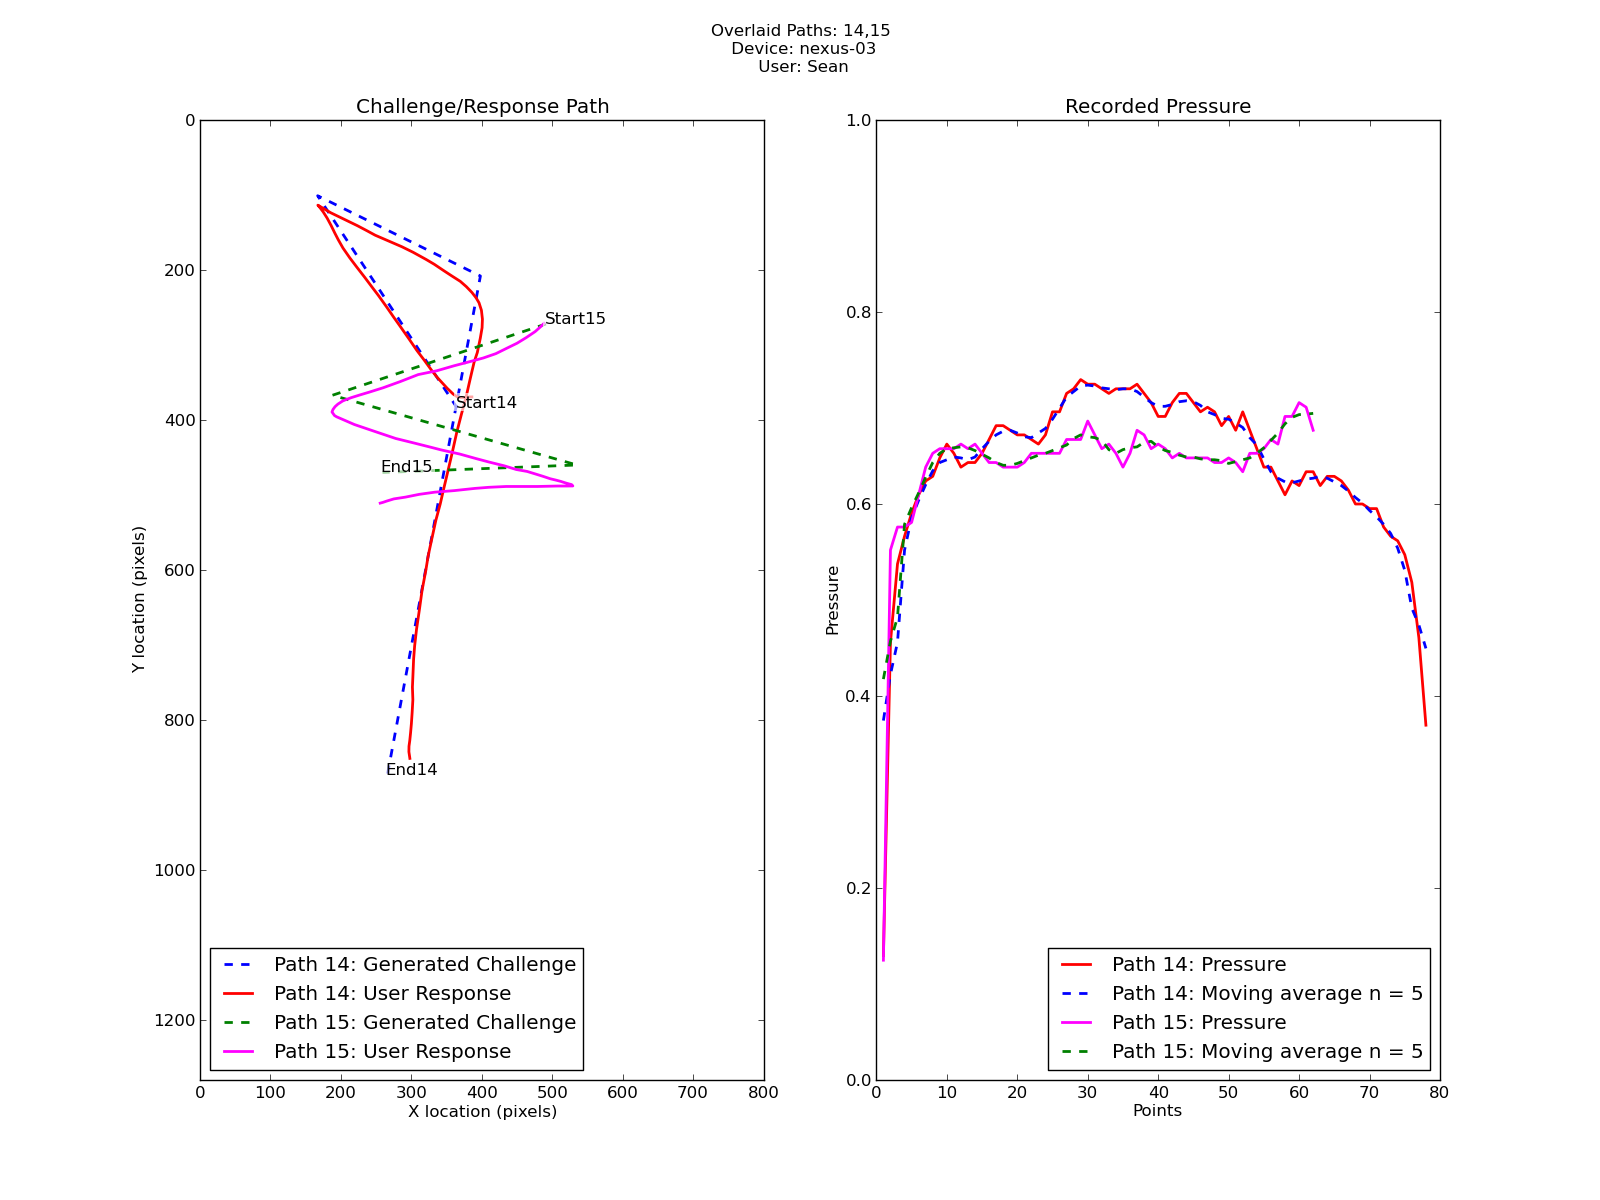 Overlaid Paths: 14,15
Device: nexus-03
User: Sean
Challenge/Response Path
0
200
400
600
800
1000
1200
Y location (pixels)
Start15
Start14
End15
End14
Path 14: Generated Challenge
Path 14: User Response
Path 15: Generated Challenge
Path 15: User Response
0 100 200 300 400 500 600 700 800
X location (pixels)
Recorded Pressure
1.0
0.8
0.6
0.4
0.2
0.0
Pressure
Path 14: Pressure
Path 14: Moving average n = 5
Path 15: Pressure
Path 15: Moving average n = 5
0 10 20 30 40 50 60 70 80
Points